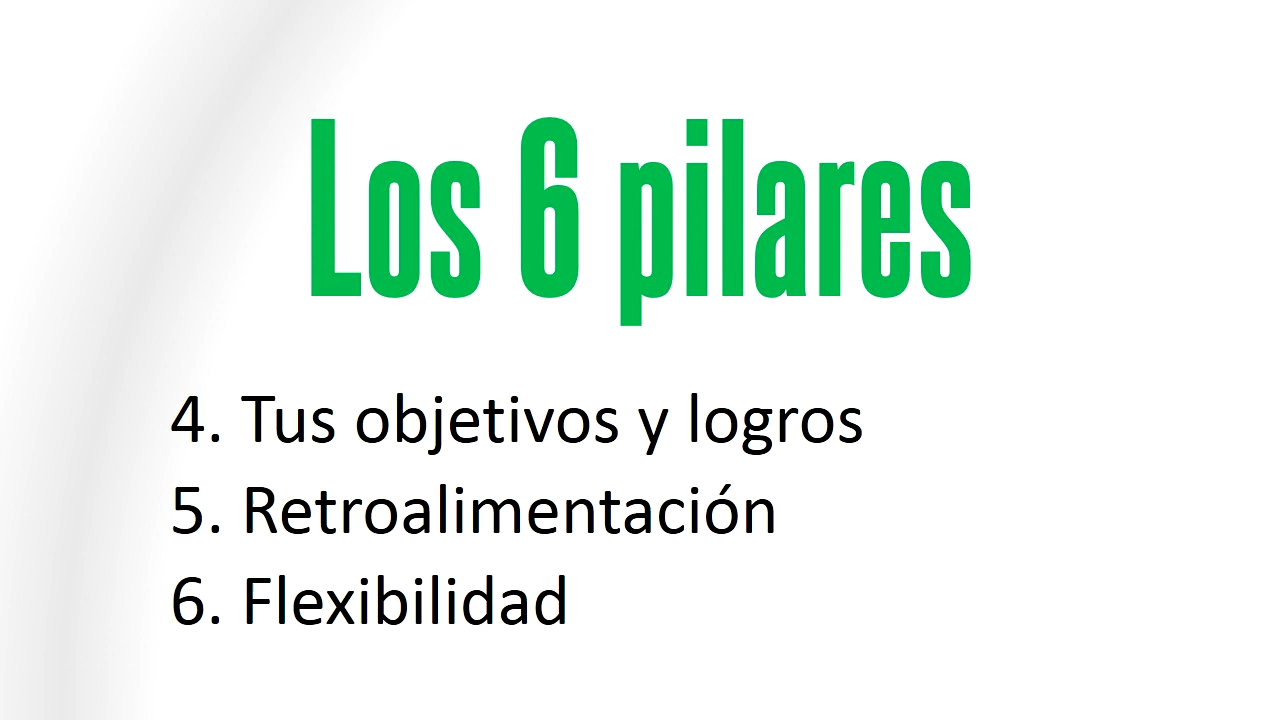 Los 6 pilares
4. Tus objetivos y logros
5. Retroalimentación
6. Flexibilidad